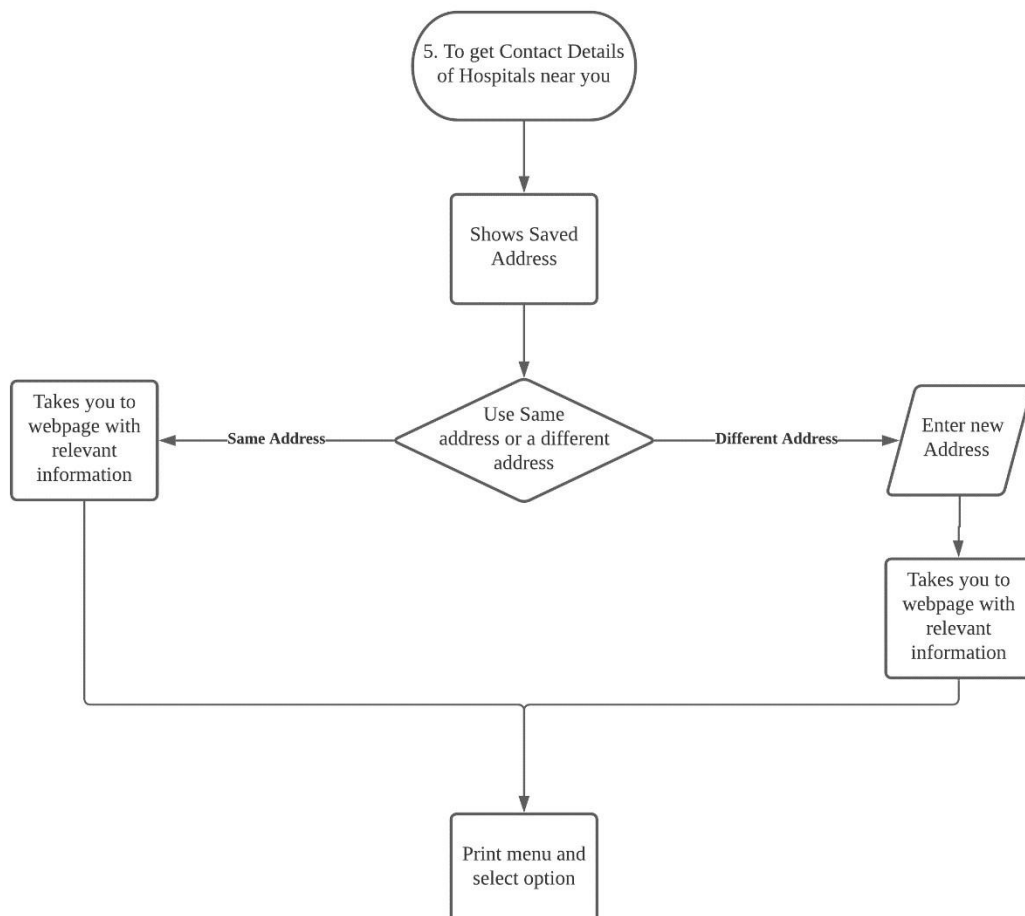 5. To get Contact Details
of Hospitals near you
Shows Saved
Address
Use Same
address or a different
address
Same Address
Different Address
Takes you to
webpage with
relevant
information
Enter new
Address
Takes you to
webpage with
relevant
information
Print menu and
select option